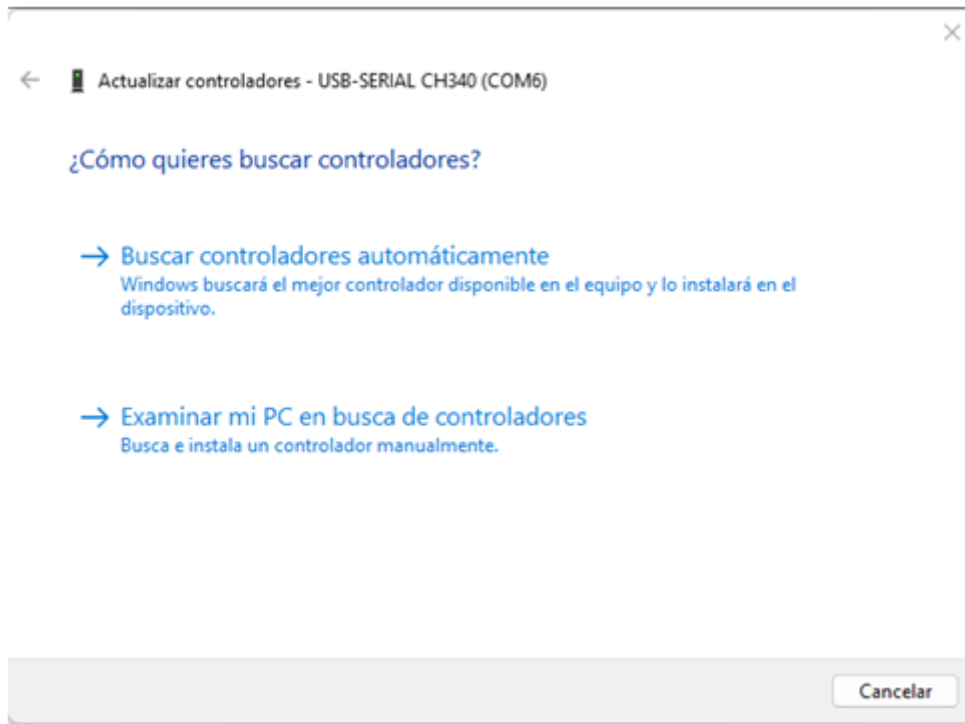 Actualizar controladores - USB-SERIAL CH340 (COM6)
¿Cómo quieres buscar controladores?
Buscar controladores automáticamente
Windows buscará el mejor controlador disponible en el equipo y lo instalará en el
dispositivo.
Examinar mi PC en busca de controladores
Busca e instala un controlador manualmente.
Cancelar